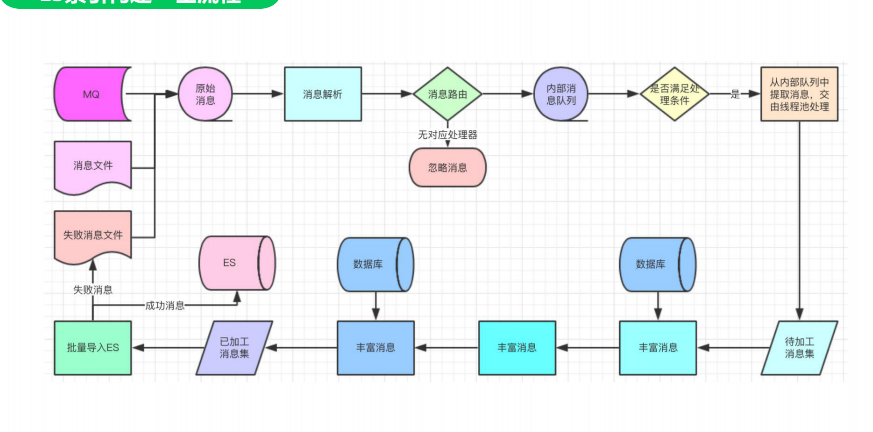 MQ
原始
消息
消息解析
消息路由
内部消
息队列
是否满足处
理条件
是
从内部队列中
提取消息，交
由线程池处理
无对应处理器
忽略消息
消息文件
失败消息文件
ES
数据库
数据库
失败消息
成功消息
批量导入ES
已加工
消息集
丰富消息
丰富消息
丰富消息
待加工
消息集